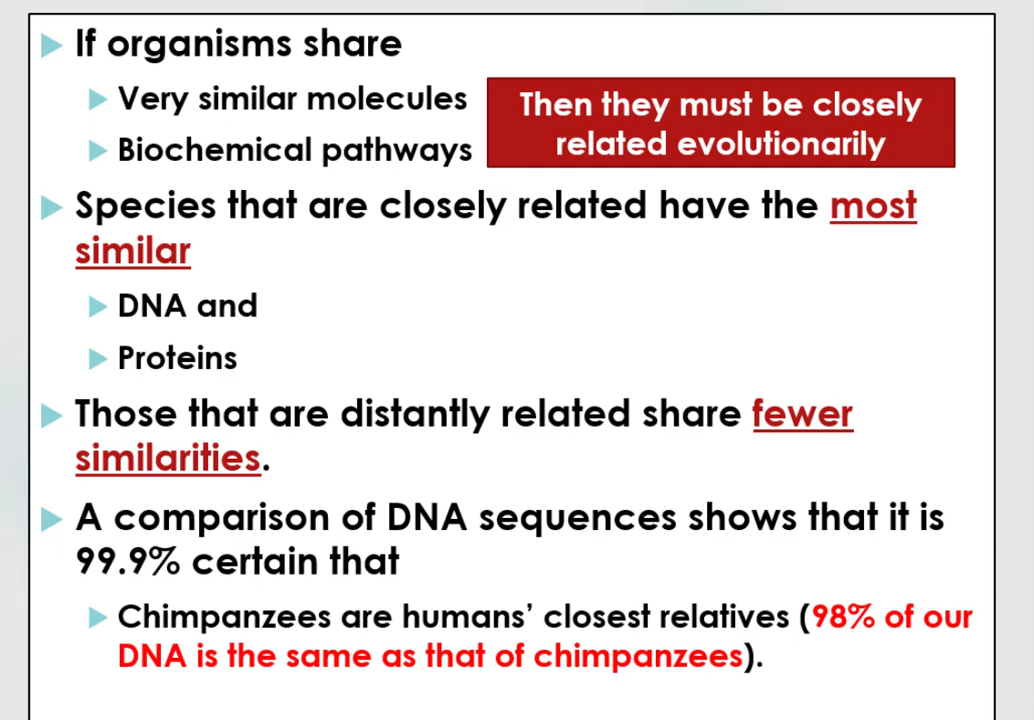 If organisms share
Very similar molecules
Biochemical pathways
Then they must be closely
related evolutionarily
Species that are closely related have the most
similar
DNA and
Proteins
Those that are distantly related share fewer
similarities.
A comparison of DNA sequences shows that it is
99.9% certain that
Chimpanzees are humans’ closest relatives (98% of our
DNA is the same as that of chimpanzees).